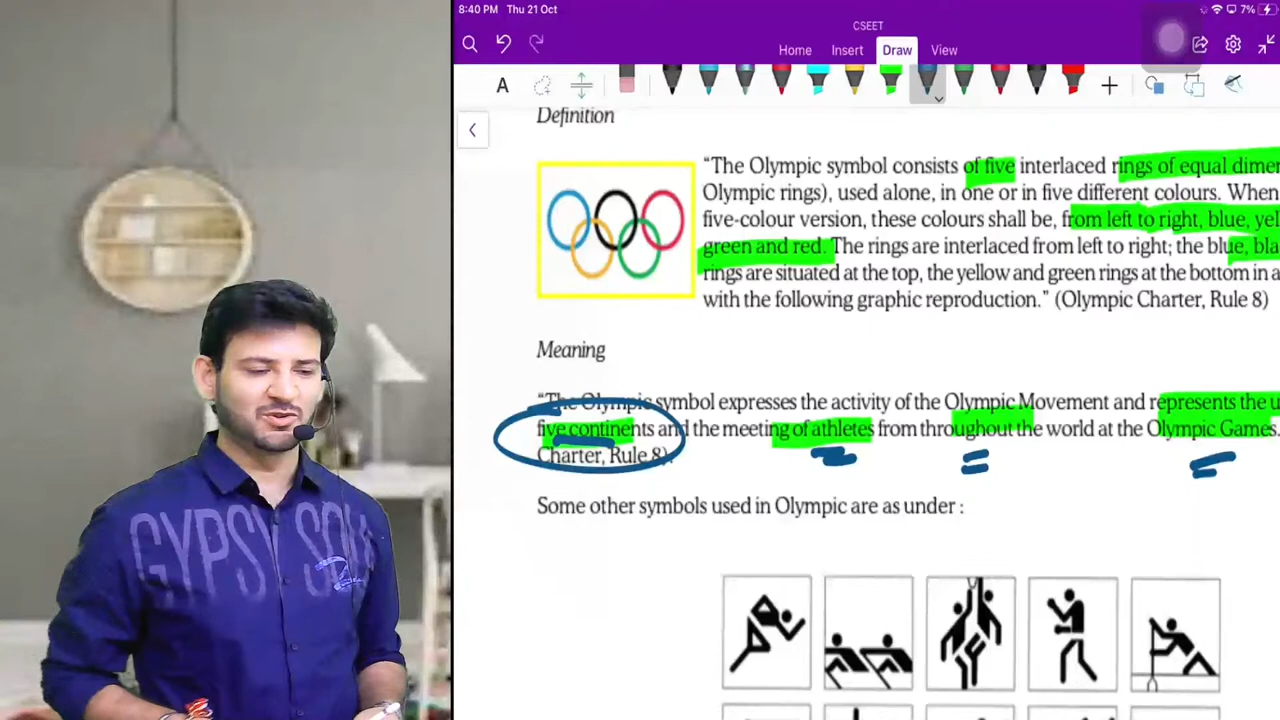 8:40 PM Thu 21 Oct
7%
CSEET
Home Insert Draw View
A
Definition
"The Olympic symbol consists of five interlaced rings of equal dimen
Olympic rings), used alone, in one or in five different colours. When
five-colour version, these colours shall be, from left to right, blue, yel
green and red. The rings are interlaced from left to right; the blue, bla
rings are situated at the top, the yellow and green rings at the bottom in a
with the following graphic reproduction." (Olympic Charter, Rule 8)
Meaning
"The Olympic symbol expresses the activity of the Olympic Movement and represents the u
five continents and the meeting of athletes from throughout the world at the Olympic Games.
Charter, Rule 8).
Some other symbols used in Olympic are as under :
GYPSY